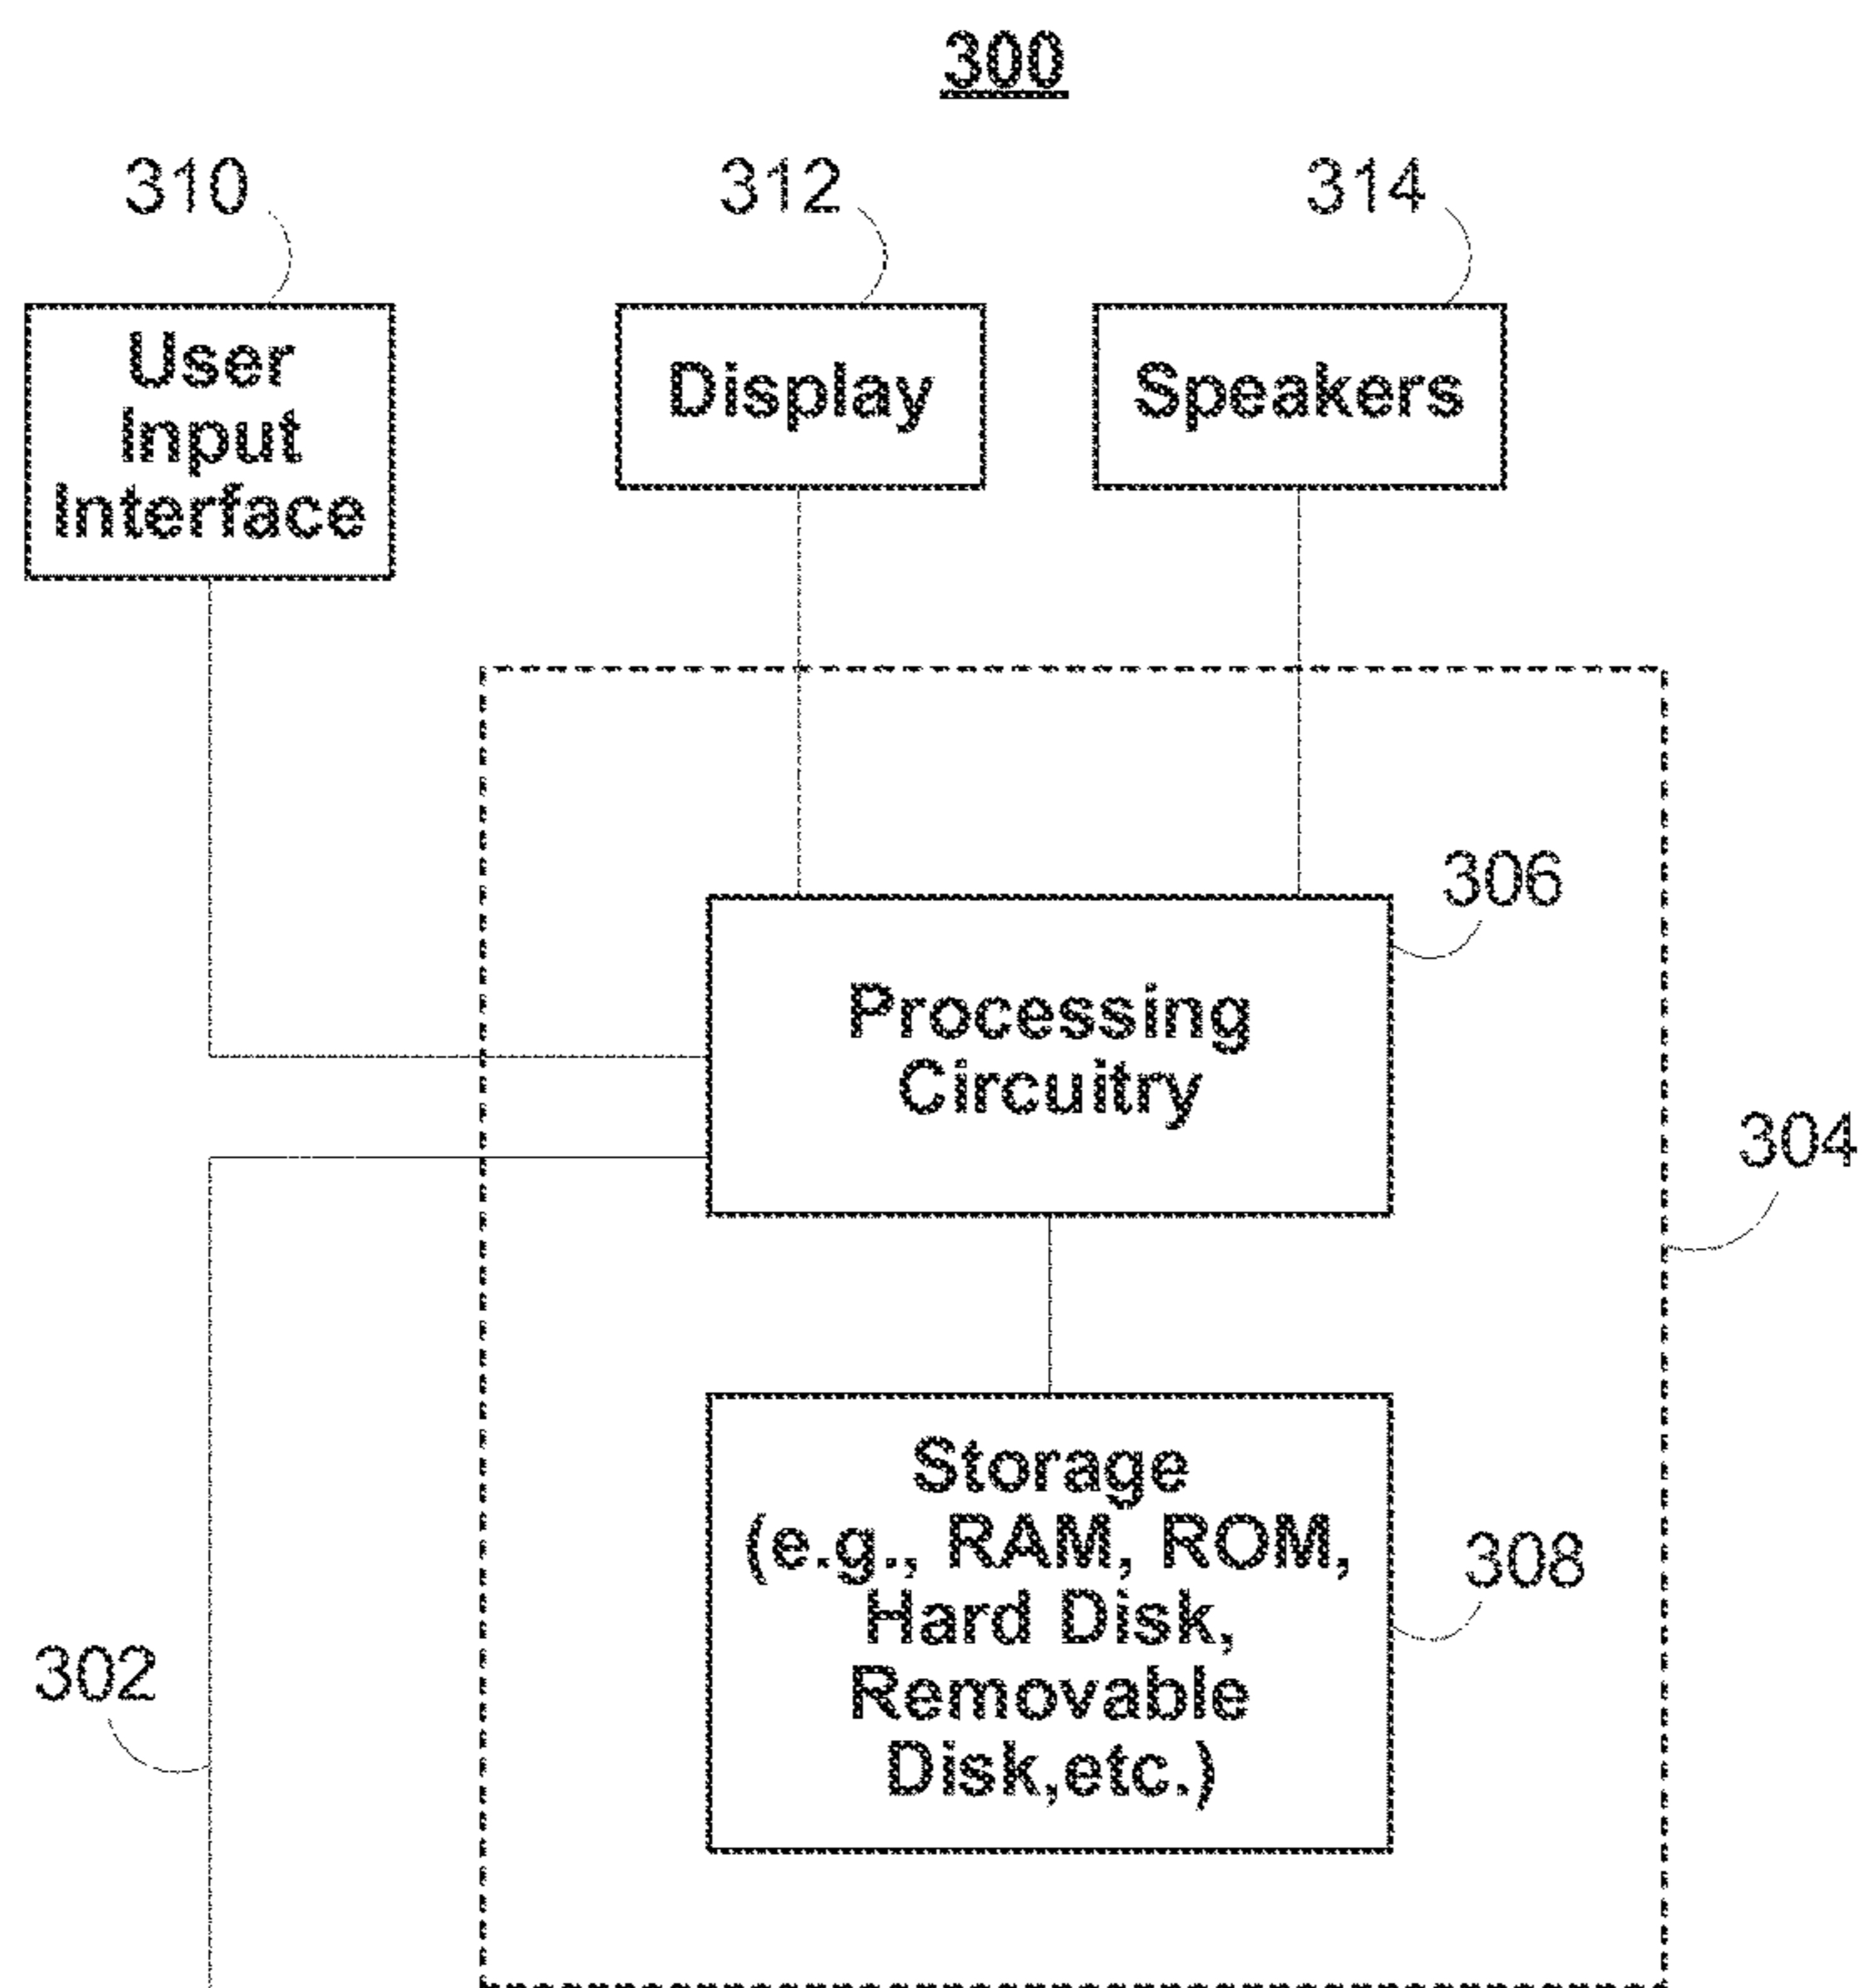 300
310
312
314
User
Input
Interface
Display
Speakers
306
Processing
Circuitry
304
Storage
(e.g., RAM, ROM,
Hard Disk,
Removable
Disk,etc.)
308
302